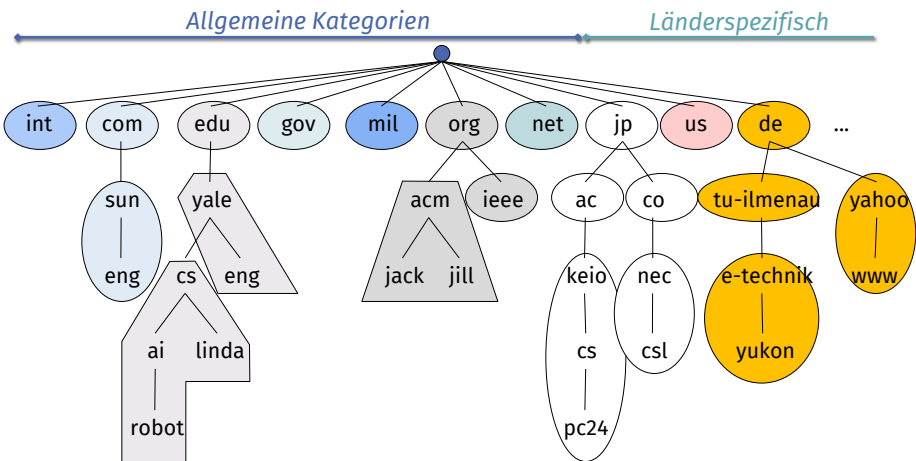 Allgemeine Kategorien Länderspezifisch
int com edu gov mil org net jp us de ...
sun yale acm ieee ac co tu-ilmenau yahoo
eng cs eng jack jill keio nec e-technik www
ai linda cs csl yukon
robot pc24